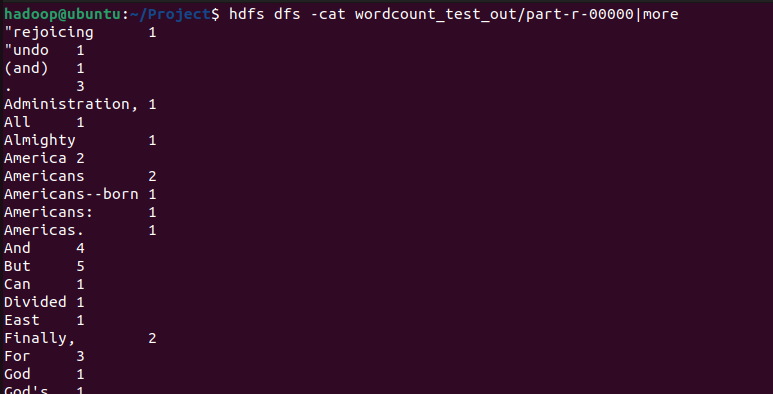 hadoop@ubuntu:~/Project$ hdfs dfs -cat wordcount_test_out/part-r-00000|more
"rejoicing      1
"undo   1
(and)   1
.       3
Administration, 1
All     1
Almighty        1
America 2
Americans       2
Americans--born 1
Americans:      1
Americas.       1
And     4
But     5
Can     1
Divided 1
East    1
Finally,        2
For     3
God     1
God's   1